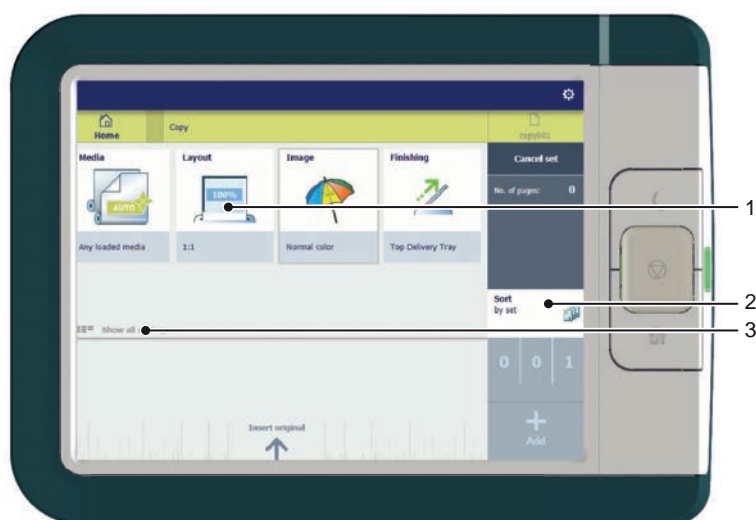 Home
Copy
copy001
Media
Layout
Image
Finishing
Cancel set
AUTO
100%
No. of pages: 0
Any loaded media
1:1
Normal color
Top Delivery Tray
1
Sort
by set
2
Show all
3
0 0 1
Insert original
Add